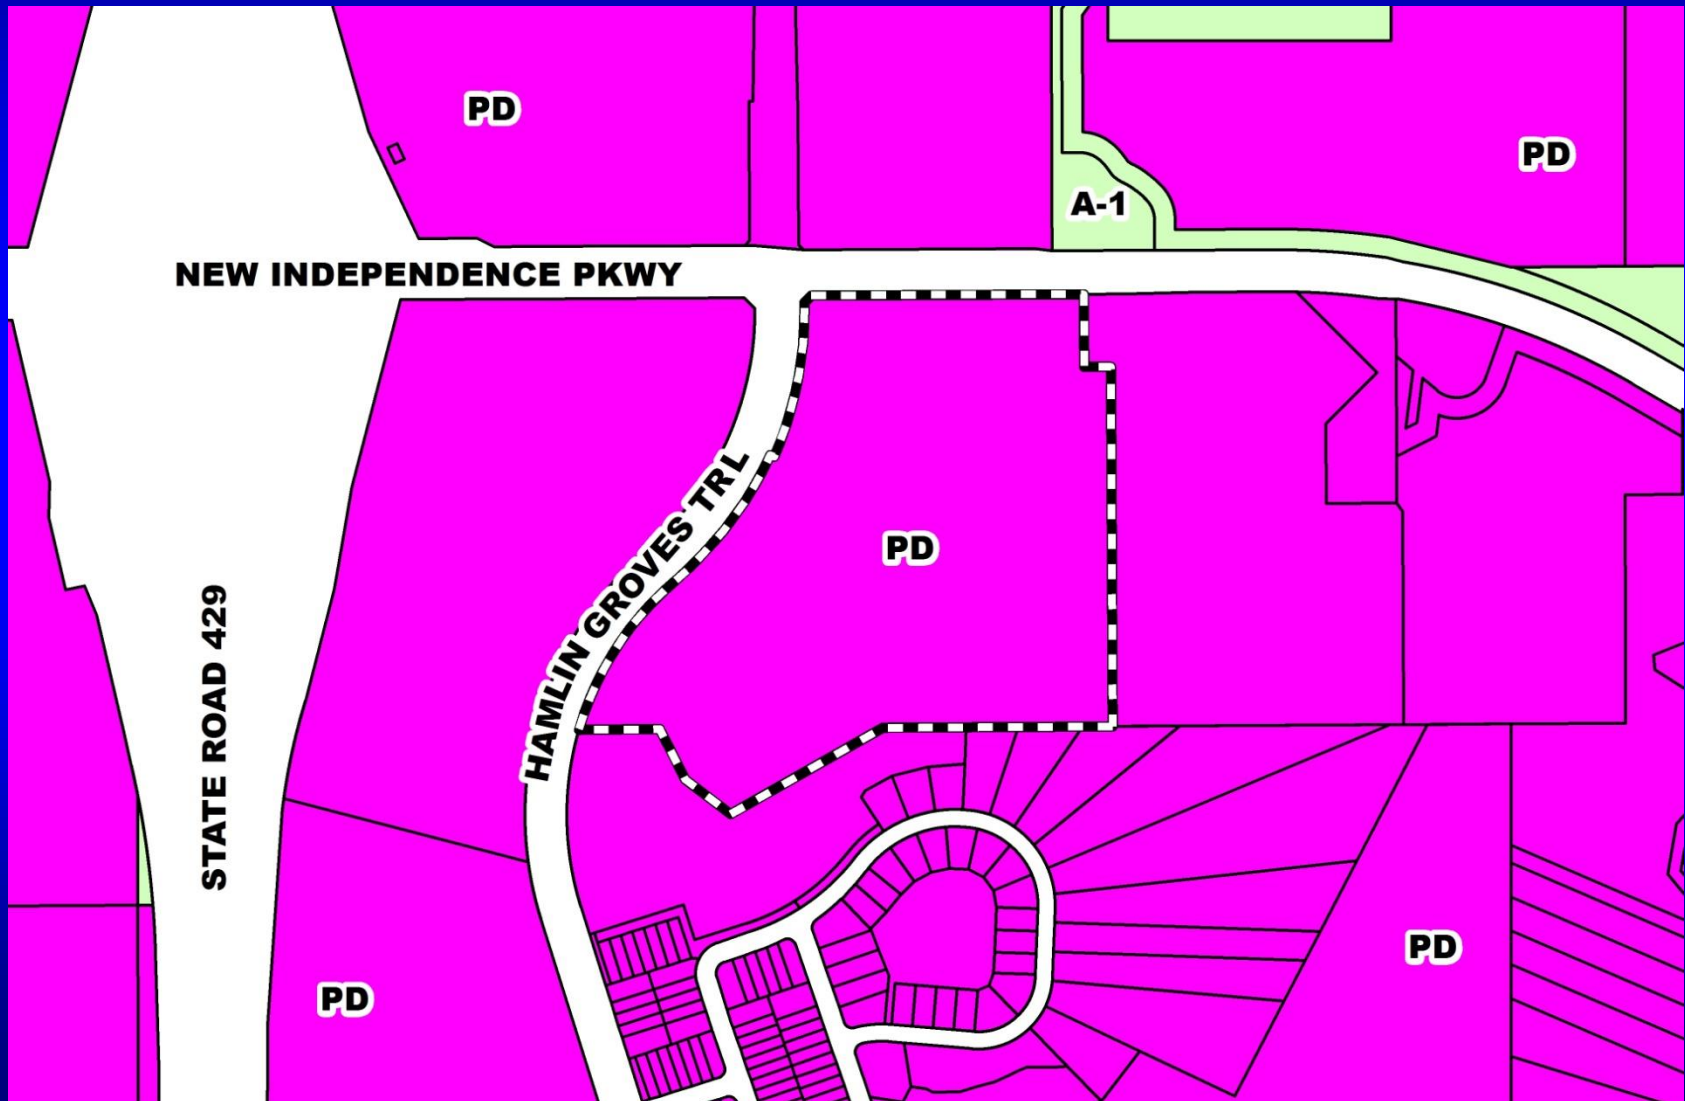 PD
PD
A-1
NEW INDEPENDENCE PKWY
HAMLIN GROVES TRL
PD
STATE ROAD 429
PD
PD